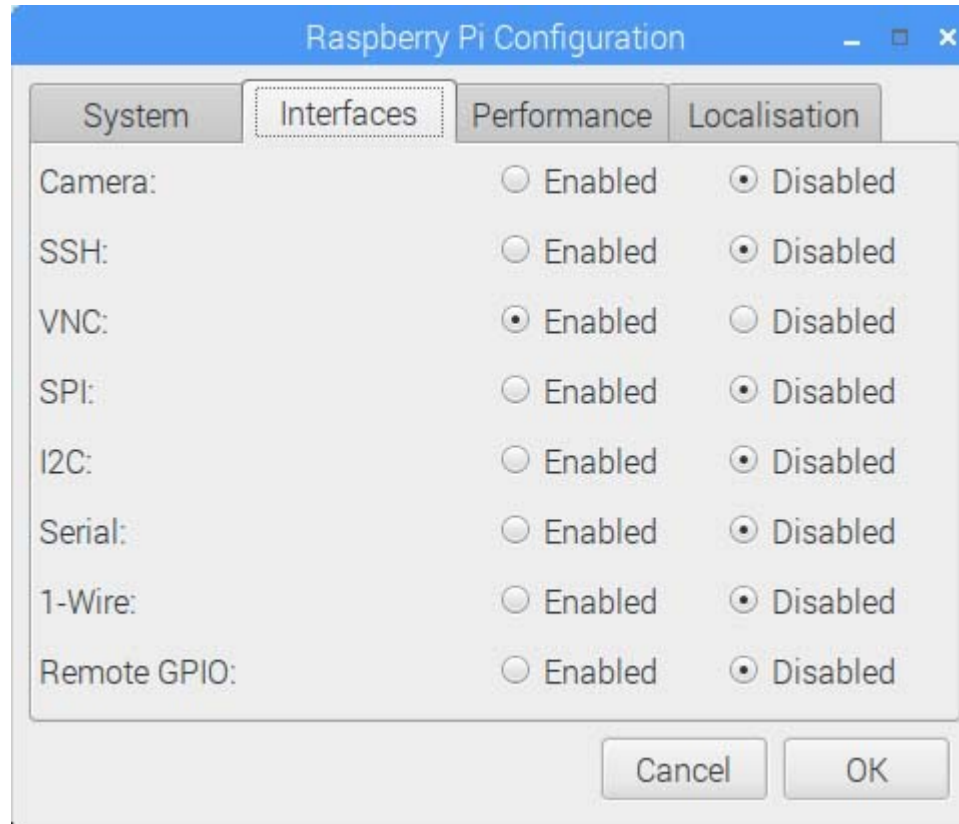 Raspberry Pi Configuration
System Interfaces Performance Localisation
Camera: Enabled Disabled
SSH: Enabled Disabled
VNC: Enabled Disabled
SPI: Enabled Disabled
I2C: Enabled Disabled
Serial: Enabled Disabled
1-Wire: Enabled Disabled
Remote GPIO: Enabled Disabled
Cancel OK